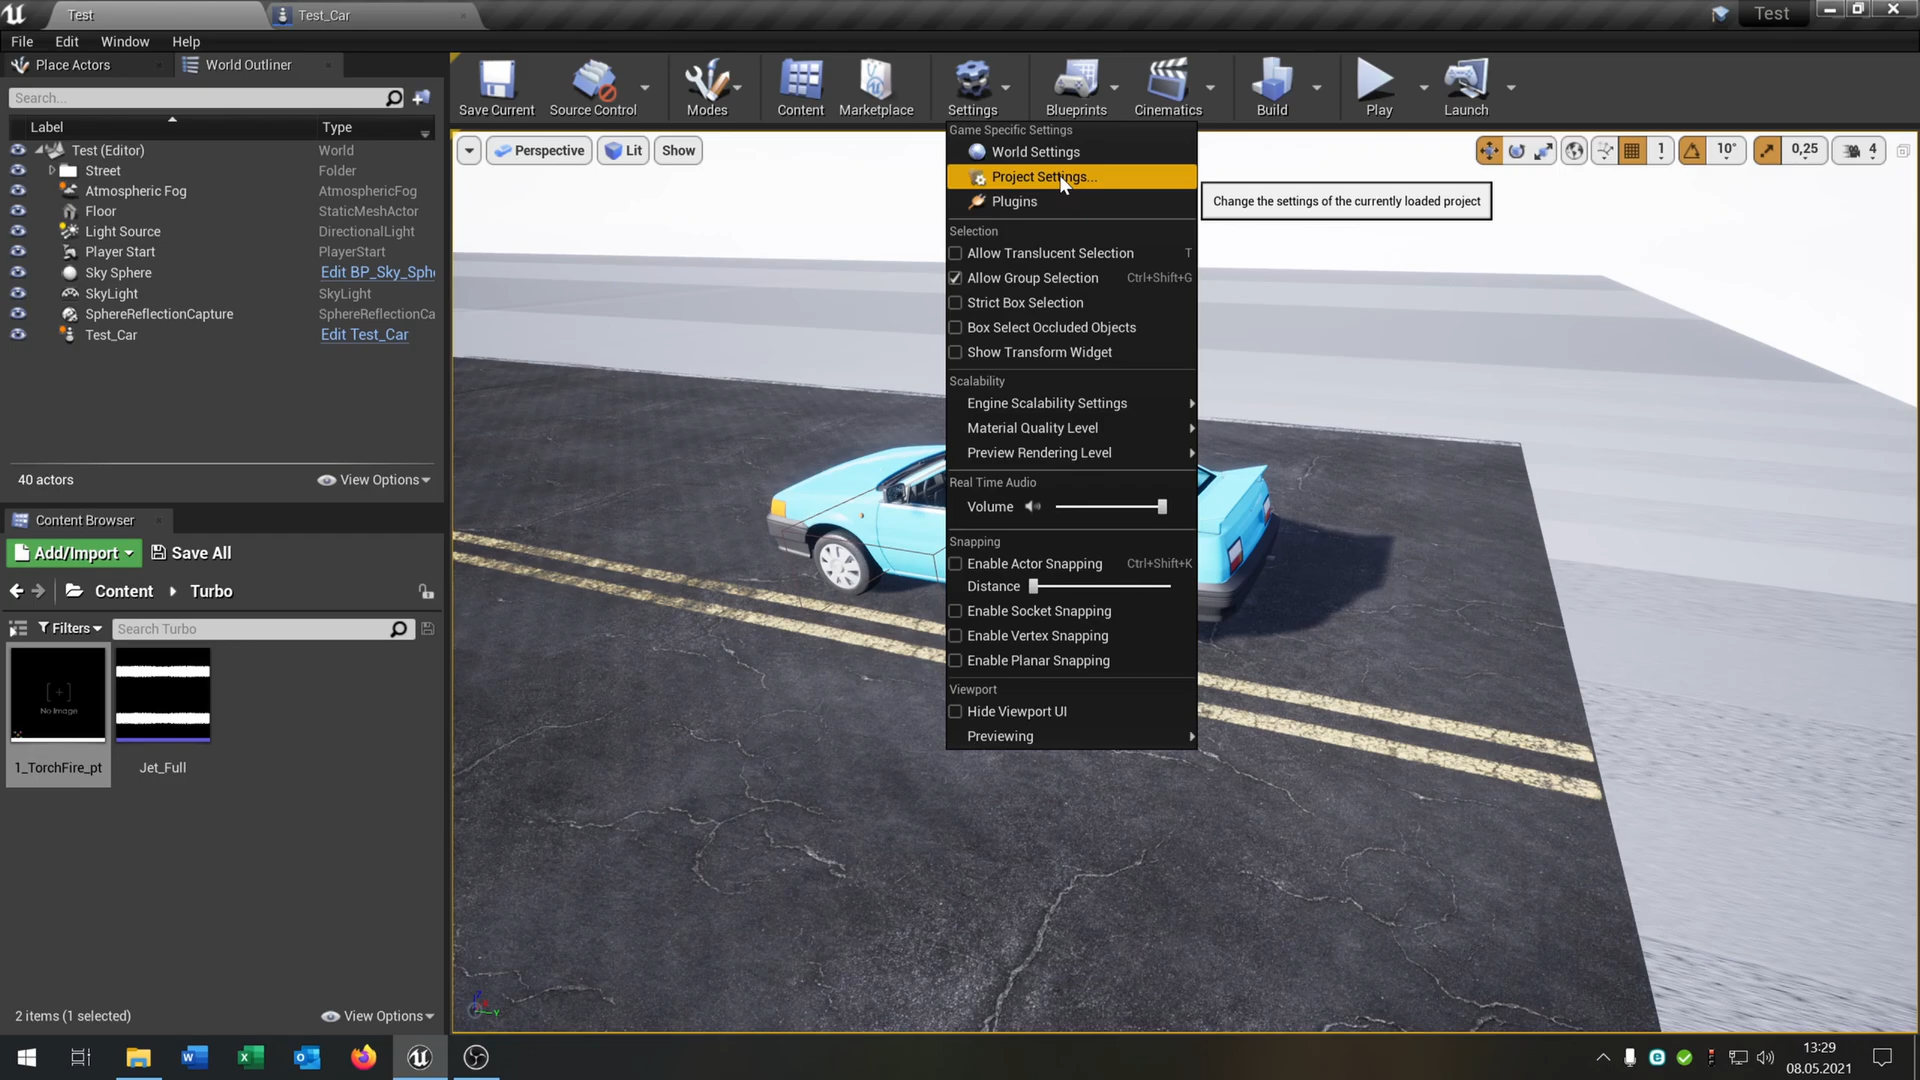 Test
Test_Car
Test
File Edit Window Help
Place Actors
World Outliner
Search...
Label Type
Test (Editor) World
Street Folder
Atmospheric Fog AtmosphericFog
Floor StaticMeshActor
Light Source DirectionalLight
Player Start PlayerStart
Sky Sphere Edit BP_Sky_Sphe
SkyLight SkyLight
SphereReflectionCapture SphereReflectionCa
Test_Car Edit Test_Car
40 actors View Options
Content Browser
Add/Import Save All
Content Turbo
Filters Search Turbo
No Image
1_TorchFire_pt Jet_Full
2 items (1 selected) View Options
Save Current Source Control Modes Content Marketplace Settings Blueprints Cinematics Build Play Launch
Perspective Lit Show
1 10° 0,25 4
Game Specific Settings
World Settings
Project Settings...
Plugins
Change the settings of the currently loaded project
Selection
Allow Translucent Selection T
Allow Group Selection Ctrl+Shift+G
Strict Box Selection
Box Select Occluded Objects
Show Transform Widget
Scalability
Engine Scalability Settings
Material Quality Level
Preview Rendering Level
Real Time Audio
Volume
Snapping
Enable Actor Snapping Ctrl+Shift+K
Distance
Enable Socket Snapping
Enable Vertex Snapping
Enable Planar Snapping
Viewport
Hide Viewport UI
Previewing
13:29
08.05.2021